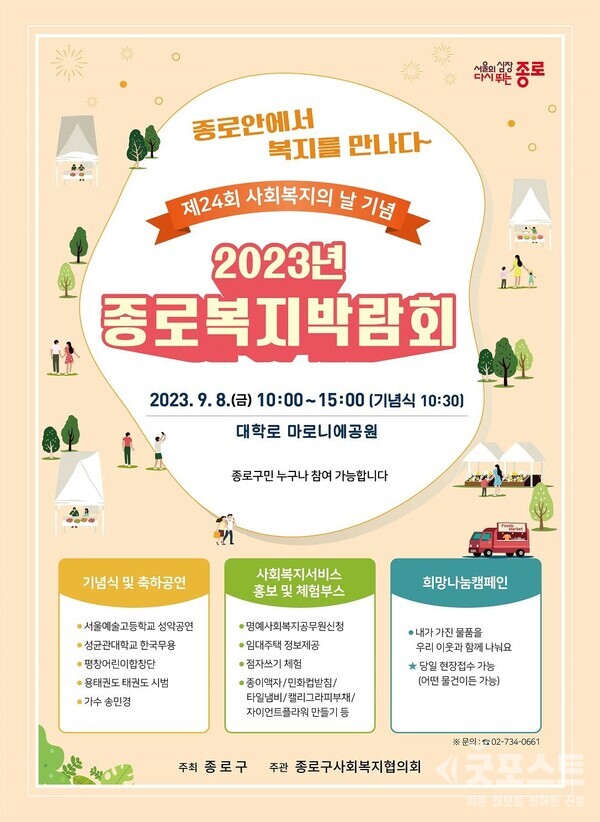 서울의 심장
다시 뛰는 종로
종로안에서
복지를 만나다~
제24회 사회복지의 날 기념
2023년
종로복지박람회
2023. 9. 8.(금) 10:00~15:00 (기념식 10:30)
대학로 마로니에공원
종로구민 누구나 참여 가능합니다
Foods Market
기념식 및 축하공연
• 서울예술고등학교 성악공연
• 성균관대학교 한국무용
• 평창어린이합창단
• 용태권도 태권도 시범
• 가수 송민경
사회복지서비스
홍보 및 체험부스
• 명예사회복지공무원신청
• 임대주택 정보제공
• 점자쓰기 체험
• 종이액자/민화컵받침/
타일냄비/캘리그라피부채/
자이언트플라워 만들기 등
희망나눔캠페인
• 내가 가진 물품을
우리 이웃과 함께 나눠요
★ 당일 현장접수 가능
(어떤 물건이든 가능)
※ 문의 : ☎ 02-734-0661
주최 종로구 주관 종로구사회복지협의회
굿포스트
바른 정보를 전하는 신문